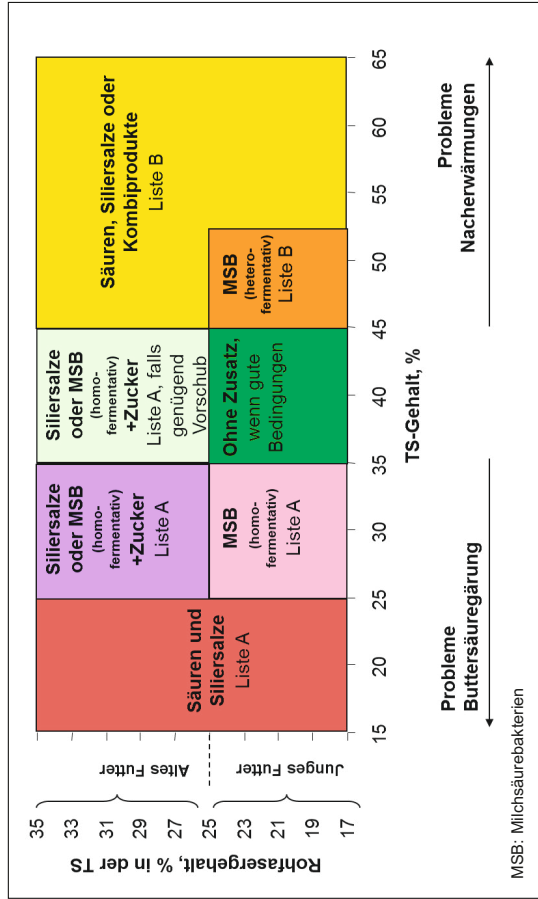 Rohfasergehalt, % in der TS
35
33
31
29
27
25
23
21
19
17
Altes Futter
Junges Futter
Säuren und
Siliersalze
Liste A
Siliersalze
oder MSB
(homo-
fermentativ)
+Zucker
Liste A
Siliersalze
oder MSB
(homo-
fermentativ)
+Zucker
Liste A, falls
genügend
Vorschub
Säuren, Siliersalze oder
Kombiprodukte
Liste B
MSB
(homo-
fermentativ)
Liste A
Ohne Zusatz,
wenn gute
Bedingungen
MSB
(hetero-
fermentativ)
Liste B
15 20 25 30 35 40 45 50 55 60 65
TS-Gehalt, %
Probleme
Buttersäuregärung
Probleme
Nacherwärmungen
MSB: Milchsäurebakterien